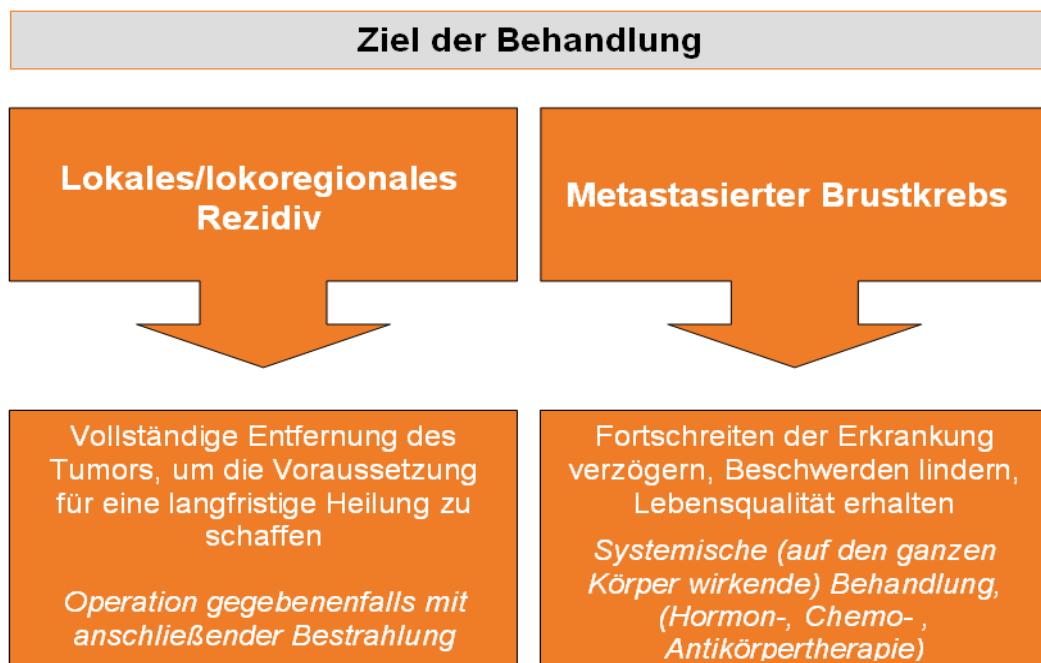 Ziel der Behandlung
Lokales/lokoregionales
Rezidiv
Metastasierter Brustkrebs
Vollständige Entfernung des
Tumors, um die Voraussetzung
für eine langfristige Heilung zu
schaffen
Operation gegebenenfalls mit
anschließender Bestrahlung
Fortschreiten der Erkrankung
verzögern, Beschwerden lindern,
Lebensqualität erhalten
Systemische (auf den ganzen
Körper wirkende) Behandlung,
(Hormon-, Chemo- ,
Antikörpertherapie)